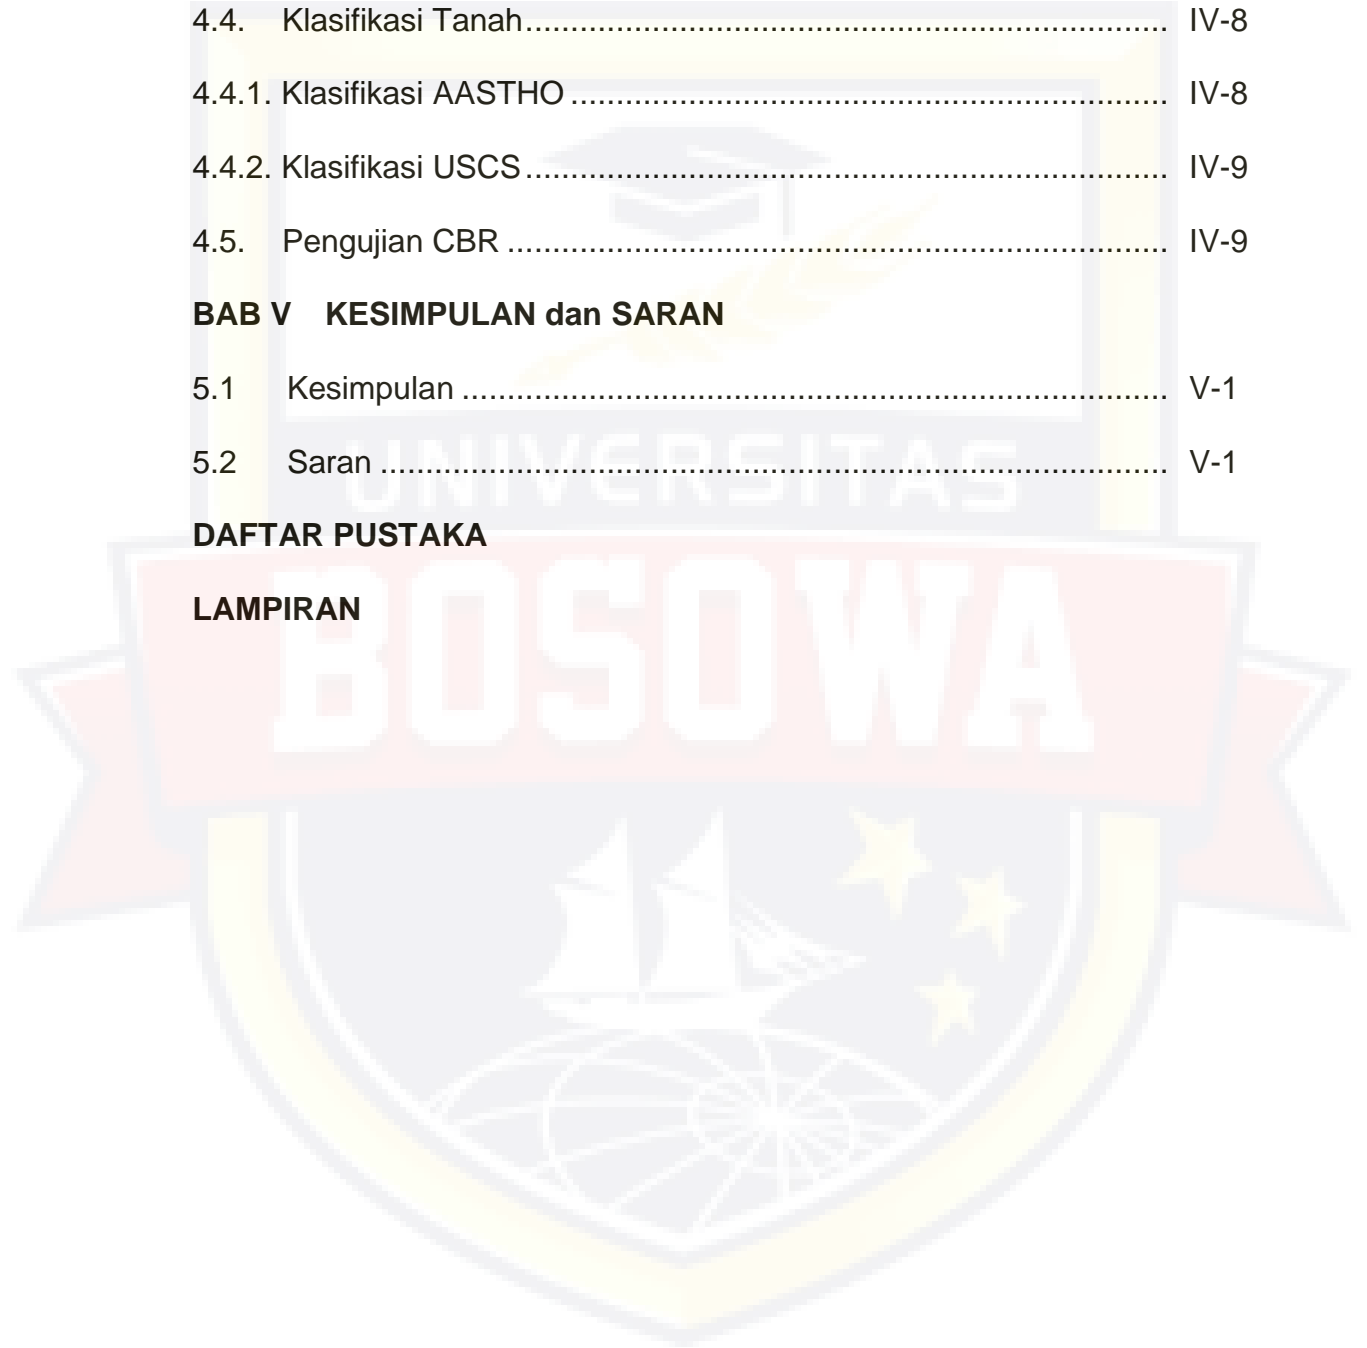 4.4. Klasifikasi Tanah....................................................................... IV-8
4.4.1. Klasifikasi AASTHO .................................................................. IV-8
4.4.2. Klasifikasi USCS....................................................................... IV-9
4.5. Pengujian CBR ......................................................................... IV-9
BAB V KESIMPULAN dan SARAN
5.1 Kesimpulan .............................................................................. V-1
5.2 Saran ....................................................................................... V-1
UNIVERSITAS
DAFTAR PUSTAKA
BOSOWA
LAMPIRAN